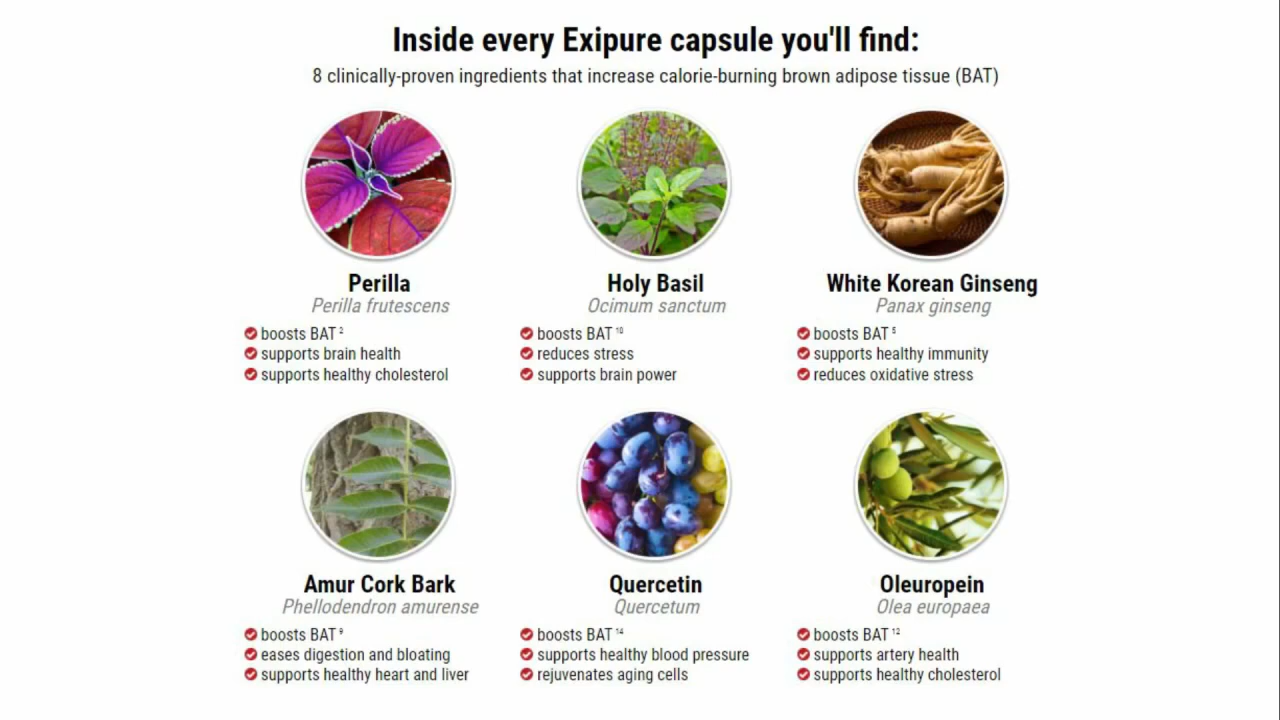 Inside every Exipure capsule you'll find:
8 clinically-proven ingredients that increase calorie-burning brown adipose tissue (BAT)
Perilla
Perilla frutescens
boosts BAT ²
supports brain health
supports healthy cholesterol
Holy Basil
Ocimum sanctum
boosts BAT ¹⁰
reduces stress
supports brain power
White Korean Ginseng
Panax ginseng
boosts BAT ⁵
supports healthy immunity
reduces oxidative stress
Amur Cork Bark
Phellodendron amurense
boosts BAT ⁹
eases digestion and bloating
supports healthy heart and liver
Quercetin
Quercetum
boosts BAT ¹⁴
supports healthy blood pressure
rejuvenates aging cells
Oleuropein
Olea europaea
boosts BAT ¹²
supports artery health
supports healthy cholesterol